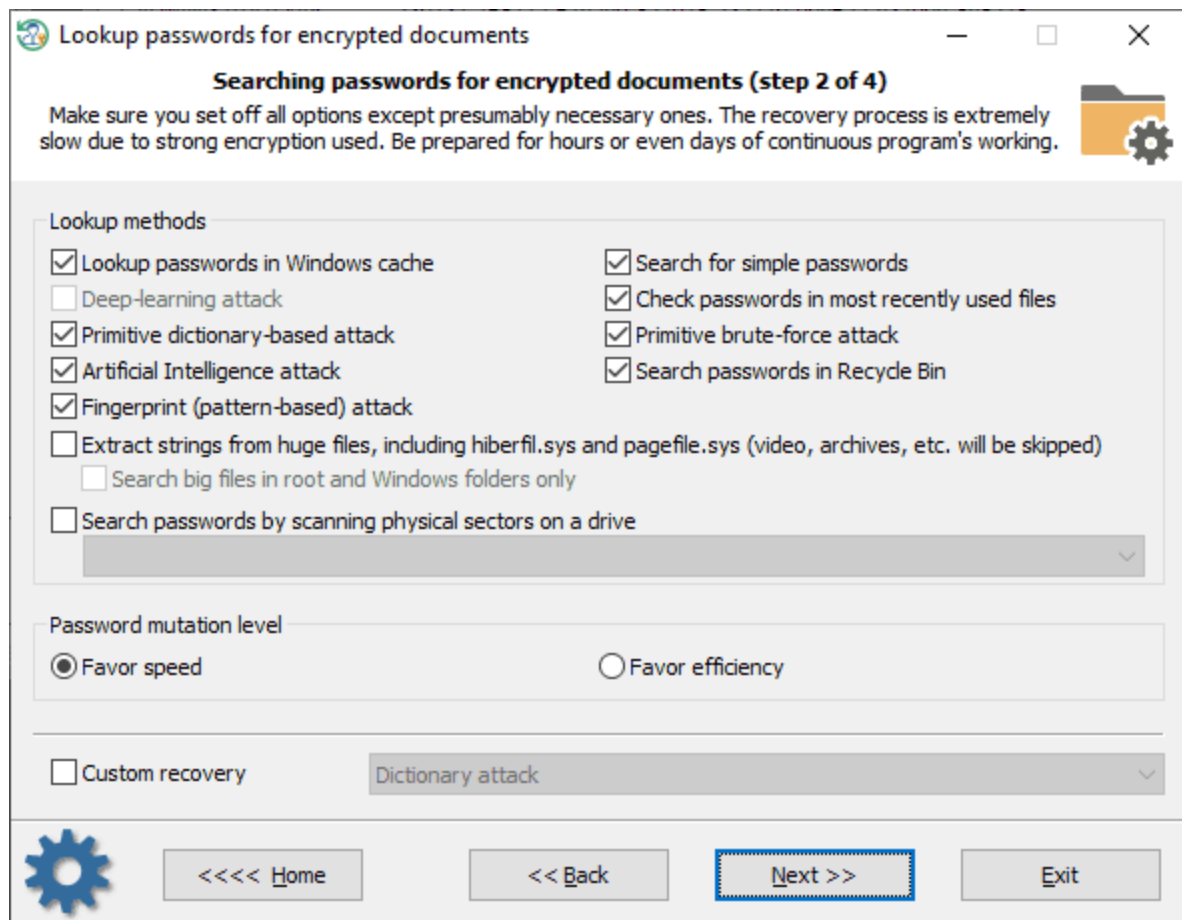 Lookup passwords for encrypted documents
Searching passwords for encrypted documents (step 2 of 4)
Make sure you set off all options except presumably necessary ones. The recovery process is extremely
slow due to strong encryption used. Be prepared for hours or even days of continuous program's working.
Lookup methods
Lookup passwords in Windows cache
Search for simple passwords
Deep-learning attack
Check passwords in most recently used files
Primitive dictionary-based attack
Primitive brute-force attack
Artificial Intelligence attack
Search passwords in Recycle Bin
Fingerprint (pattern-based) attack
Extract strings from huge files, including hiberfil.sys and pagefile.sys (video, archives, etc. will be skipped)
Search big files in root and Windows folders only
Search passwords by scanning physical sectors on a drive
Password mutation level
Favor speed
Favor efficiency
Custom recovery
Dictionary attack
<<<< Home
<< Back
Next >>
Exit